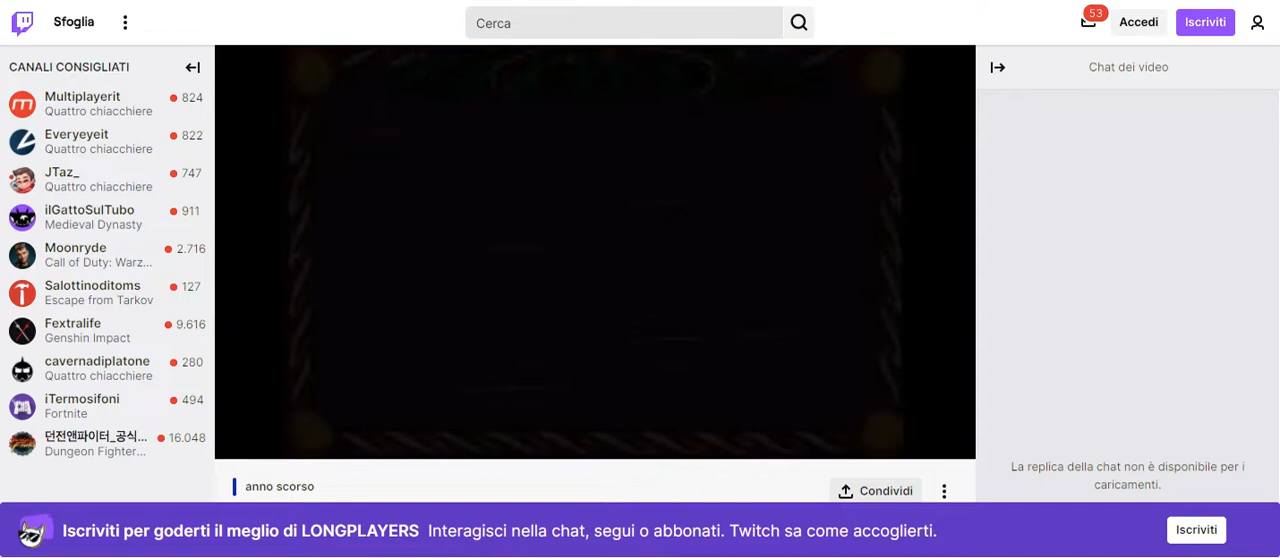 Sfoglia
Cerca
53
Accedi
Iscriviti
CANALI CONSIGLIATI
Multiplayerit
824
Quattro chiacchiere
Everyeyeit
822
Quattro chiacchiere
JTaz_
747
Quattro chiacchiere
ilGattoSulTubo
911
Medieval Dynasty
Moonryde
2.716
Call of Duty: Warz...
Salottinoditoms
127
Escape from Tarkov
Fextralife
9.616
Genshin Impact
cavernadiplatone
280
Quattro chiacchiere
iTermosifoni
494
Fortnite
던전앤파이터_공식...
16.048
Dungeon Fighter...
anno scorso
Condividi
Chat dei video
La replica della chat non è disponibile per i
caricamenti.
Iscriviti per goderti il meglio di LONGPLAYERS Interagisci nella chat, segui o abbonati. Twitch sa come accoglierti.
Iscriviti